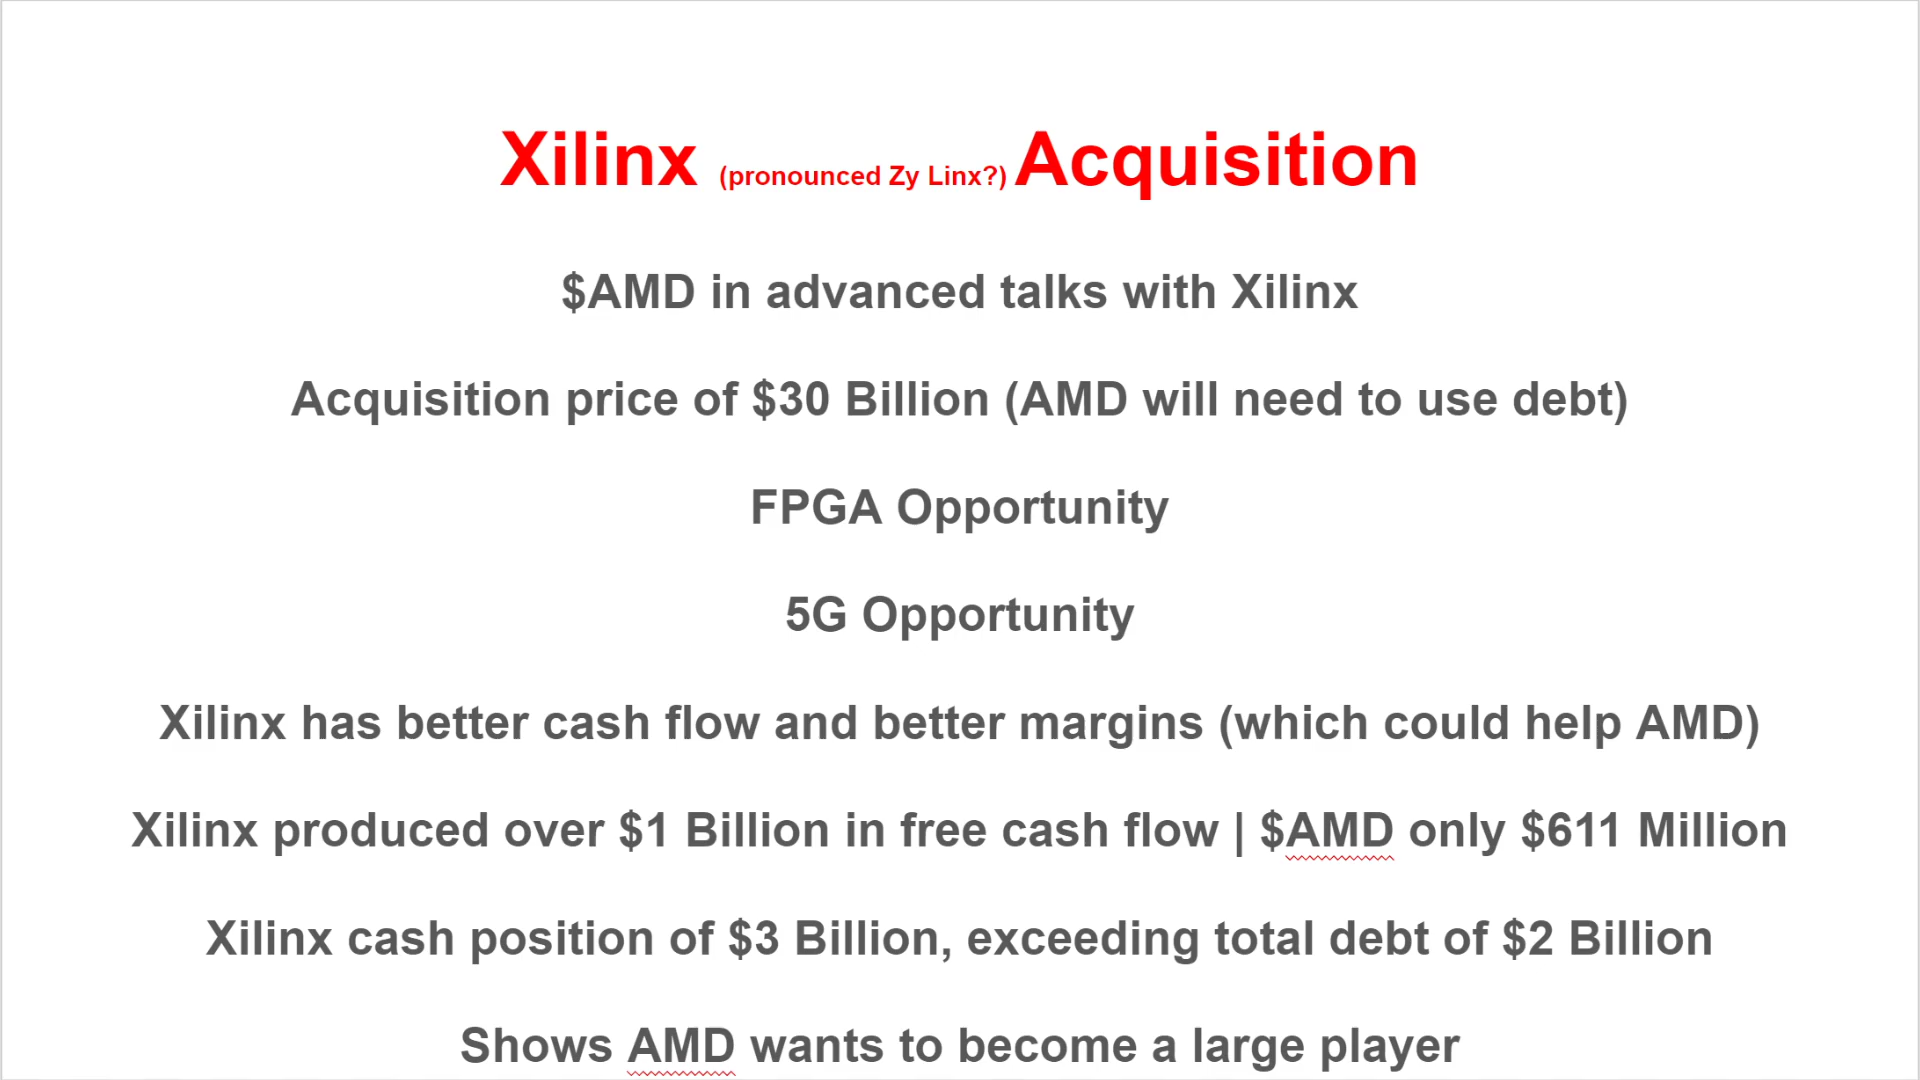 Xilinx (pronounced Zy Linx?) Acquisition
$AMD in advanced talks with Xilinx
Acquisition price of $30 Billion (AMD will need to use debt)
FPGA Opportunity
5G Opportunity
Xilinx has better cash flow and better margins (which could help AMD)
Xilinx produced over $1 Billion in free cash flow | $AMD only $611 Million
Xilinx cash position of $3 Billion, exceeding total debt of $2 Billion
Shows AMD wants to become a large player